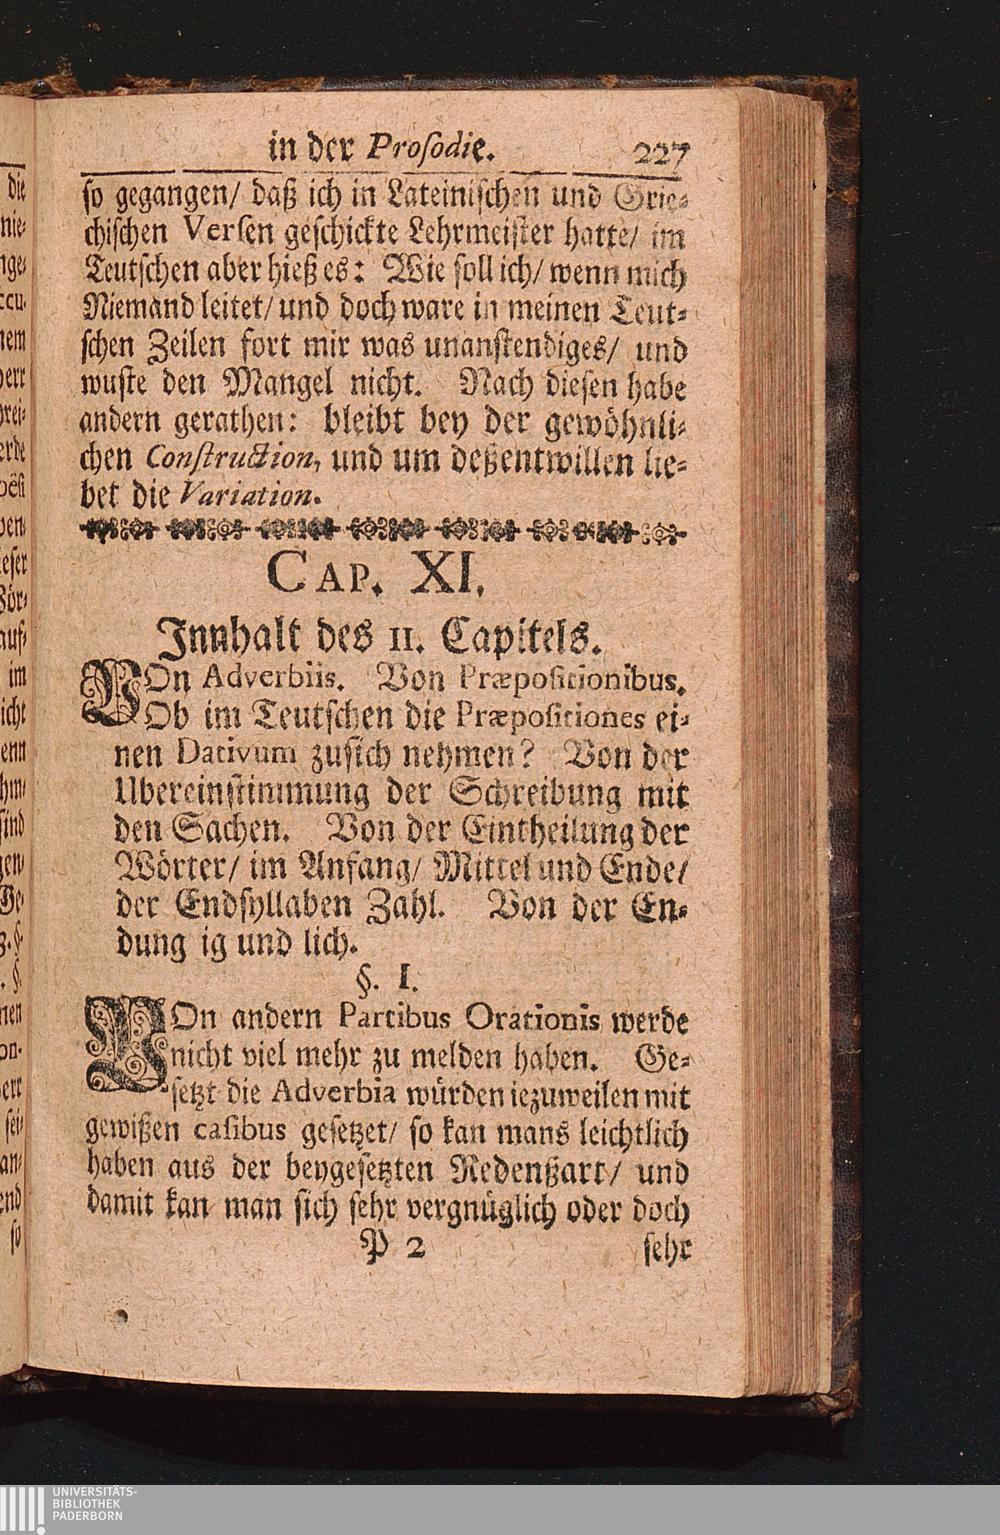 in der Prosodie. 227
so gegangen/ daß ich in Lateinischen und Grie-
chischen Versen geschickte Lehrmeister hatte/ im
Teutschen aber hieß es: Wie soll ich/ wenn mich
Niemand leitet/ und doch ware in meinen Teut-
schen Zeilen fort mir was unanstendiges/ und
wuste den Mangel nicht. Nach diesen habe
andern gerathen: bleibt bey der gewöhnli-
chen Construction, und um deßentwillen lie-
bet die Variation.
CAP. XI.
Innhalt des 11. Capitels.
VOn Adverbiis. Von Præpositionibus.
Ob im Teutschen die Præpositiones ei-
nen Dativum zusich nehmen? Von der
Ubereinstimmung der Schreibung mit
den Sachen. Von der Eintheilung der
Wörter/ im Anfang/ Mittel und Ende/
der Endsyllaben Zahl. Von der En-
dung ig und lich.
§. I.
VOn andern Partibus Orationis werde
nicht viel mehr zu melden haben. Ge-
setzt die Adverbia würden iezuweilen mit
gewißen casibus gesetzet/ so kan mans leichtlich
haben aus der beygesetzten Redenßart/ und
damit kan man sich sehr vergnüglich oder doch
P 2 sehr
UNIVERSITÄTS-
BIBLIOTHEK
PADERBORN